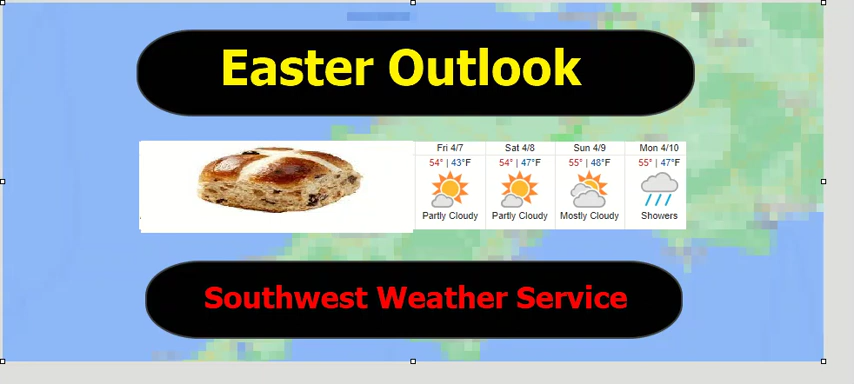 Easter Outlook
Fri 4/7 Sat 4/8 Sun 4/9 Mon 4/10
54° | 43°F 54° | 47°F 55° | 48°F 55° | 47°F
Partly Cloudy Partly Cloudy Mostly Cloudy Showers
Southwest Weather Service